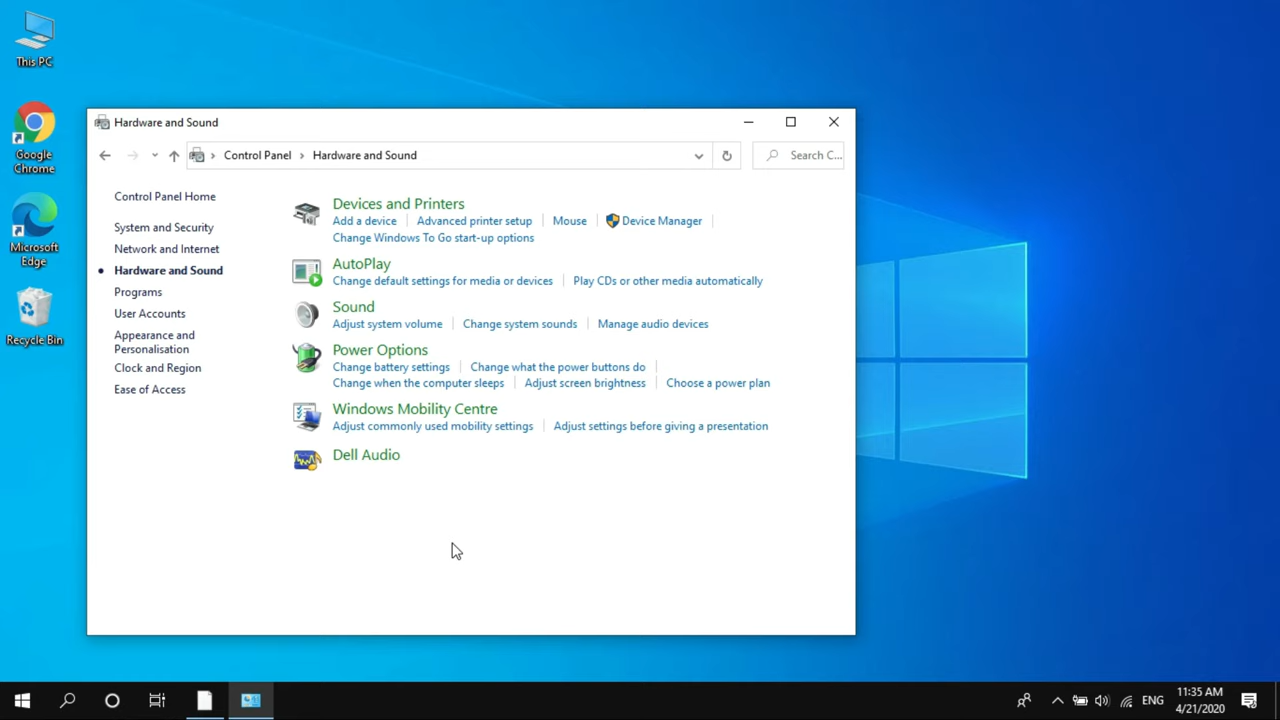 This PC
Google
Chrome
Microsoft
Edge
Recycle Bin
Hardware and Sound
Control Panel Hardware and Sound
Search C...
Control Panel Home
System and Security
Network and Internet
Hardware and Sound
Programs
User Accounts
Appearance and
Personalisation
Clock and Region
Ease of Access
Devices and Printers
Add a device Advanced printer setup Mouse Device Manager
Change Windows To Go start-up options
AutoPlay
Change default settings for media or devices Play CDs or other media automatically
Sound
Adjust system volume Change system sounds Manage audio devices
Power Options
Change battery settings Change what the power buttons do
Change when the computer sleeps Adjust screen brightness Choose a power plan
Windows Mobility Centre
Adjust commonly used mobility settings Adjust settings before giving a presentation
Dell Audio
ENG
11:35 AM
4/21/2020